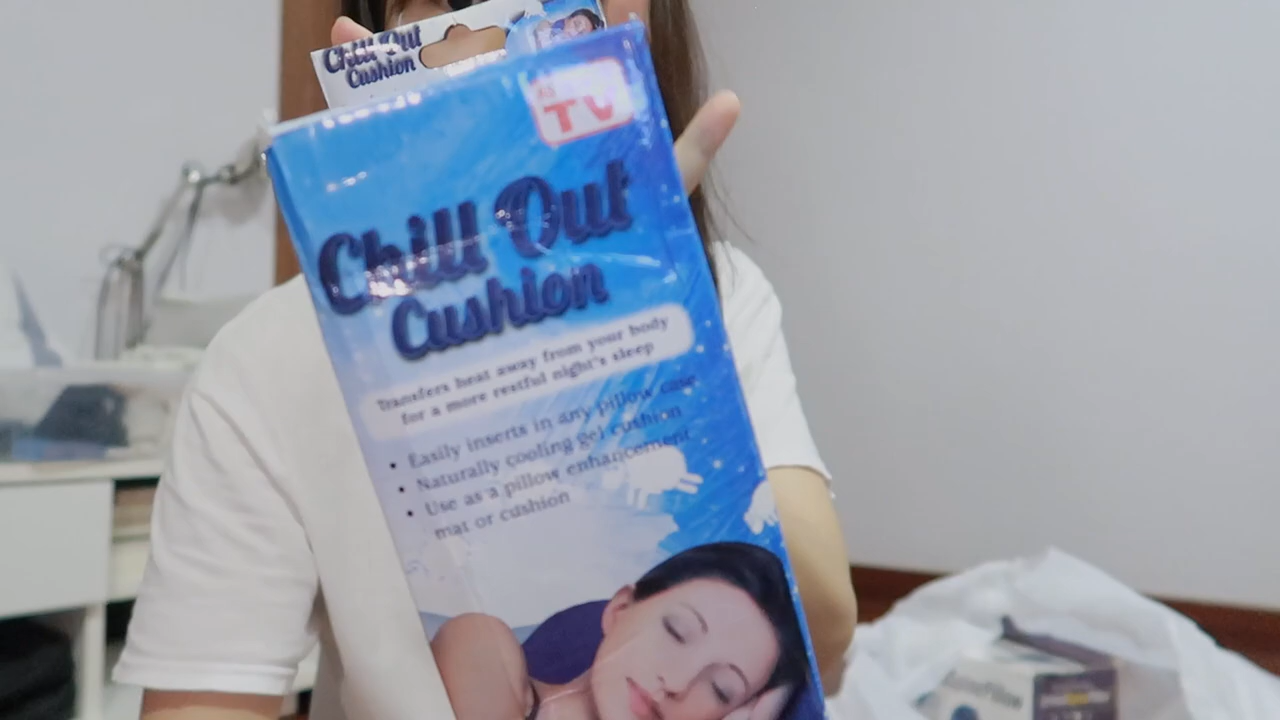 Chill Out
Cushion
AS
TV
Chill Out
Cushion
Transfers heat away from your body
for a more restful night's sleep
• Easily inserts in any pillow case
• Naturally cooling gel cushion
• Use as a pillow enhancement
mat or cushion